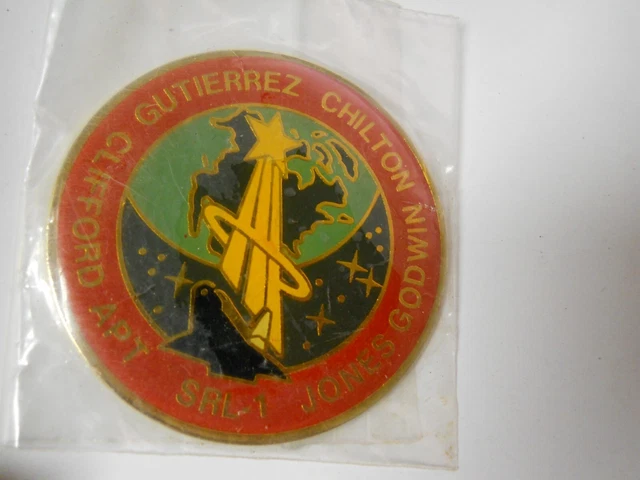 GUTIERREZ
CHILTON
GODWIN
JONES
SRL-1
APT
CLIFFORD